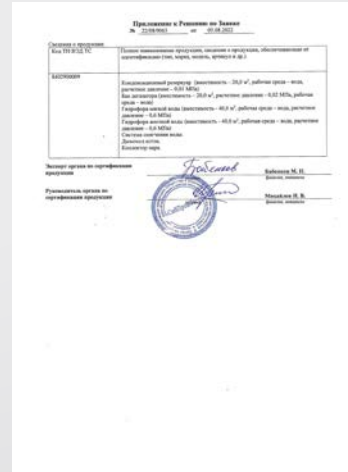 Приложение к Решению по Заявке
№ 22/08/0663 от 05.08.2022
Сведения о продукции
Код ТН ВЭД ТС
Полное наименование продукции, сведения о продукции, обеспечивающие её
идентификацию (тип, марка, модель, артикул и др.)
8402900009
Конденсационный резервуар (вместимость – 20,0 м³, рабочая среда – вода,
расчетное давление – 0,01 МПа)
Бак деаэратора (вместимость – 20,0 м³, расчетное давление – 0,02 МПа, рабочая
среда – вода)
Гидрофора мягкой воды (вместимость – 40,0 м³, рабочая среда – вода, расчетное
давление – 0,6 МПа)
Гидрофора жесткой воды (вместимость – 40,0 м³, рабочая среда – вода, расчетное
давление – 0,6 МПа)
Система смягчения воды.
Дымоход котла.
Коллектор пара.
Эксперт органа по сертификации
продукции
Бабенков М. П.
фамилия, инициалы
Руководитель органа по
сертификации продукции
Михайлов Н. В.
фамилия, инициалы